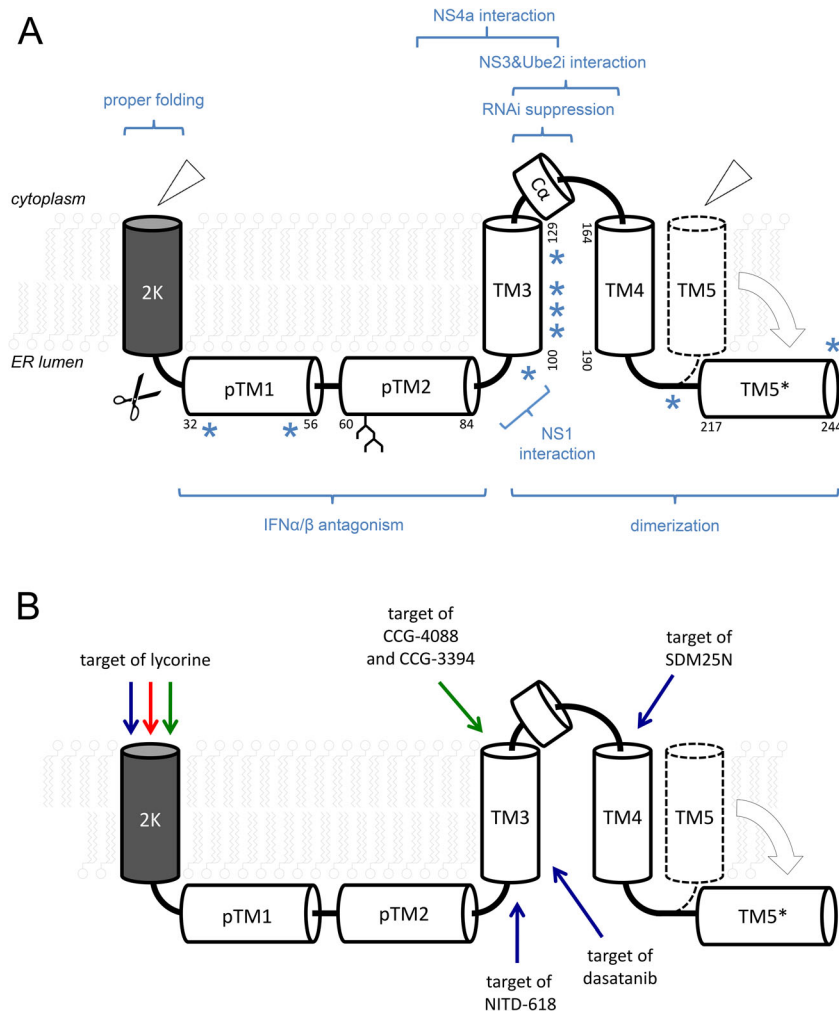 A
NS4a interaction
NS3&Ube2i interaction
proper folding
RNAi suppression
Cα
cytoplasm
129
164
*
2K
TM3
*
TM4
TM5
*
*
*
ER lumen
100
190
*
pTM1
pTM2
TM5*
*
32
*
*
56
60
84
217
244
NS1
interaction
IFNα/β antagonism
dimerization
B
target of
CCG-4088
and CCG-3394
target of lycorine
target of
SDM25N
2K
TM3
TM4
TM5
pTM1
pTM2
TM5*
target of
NITD-618
target of
dasatanib